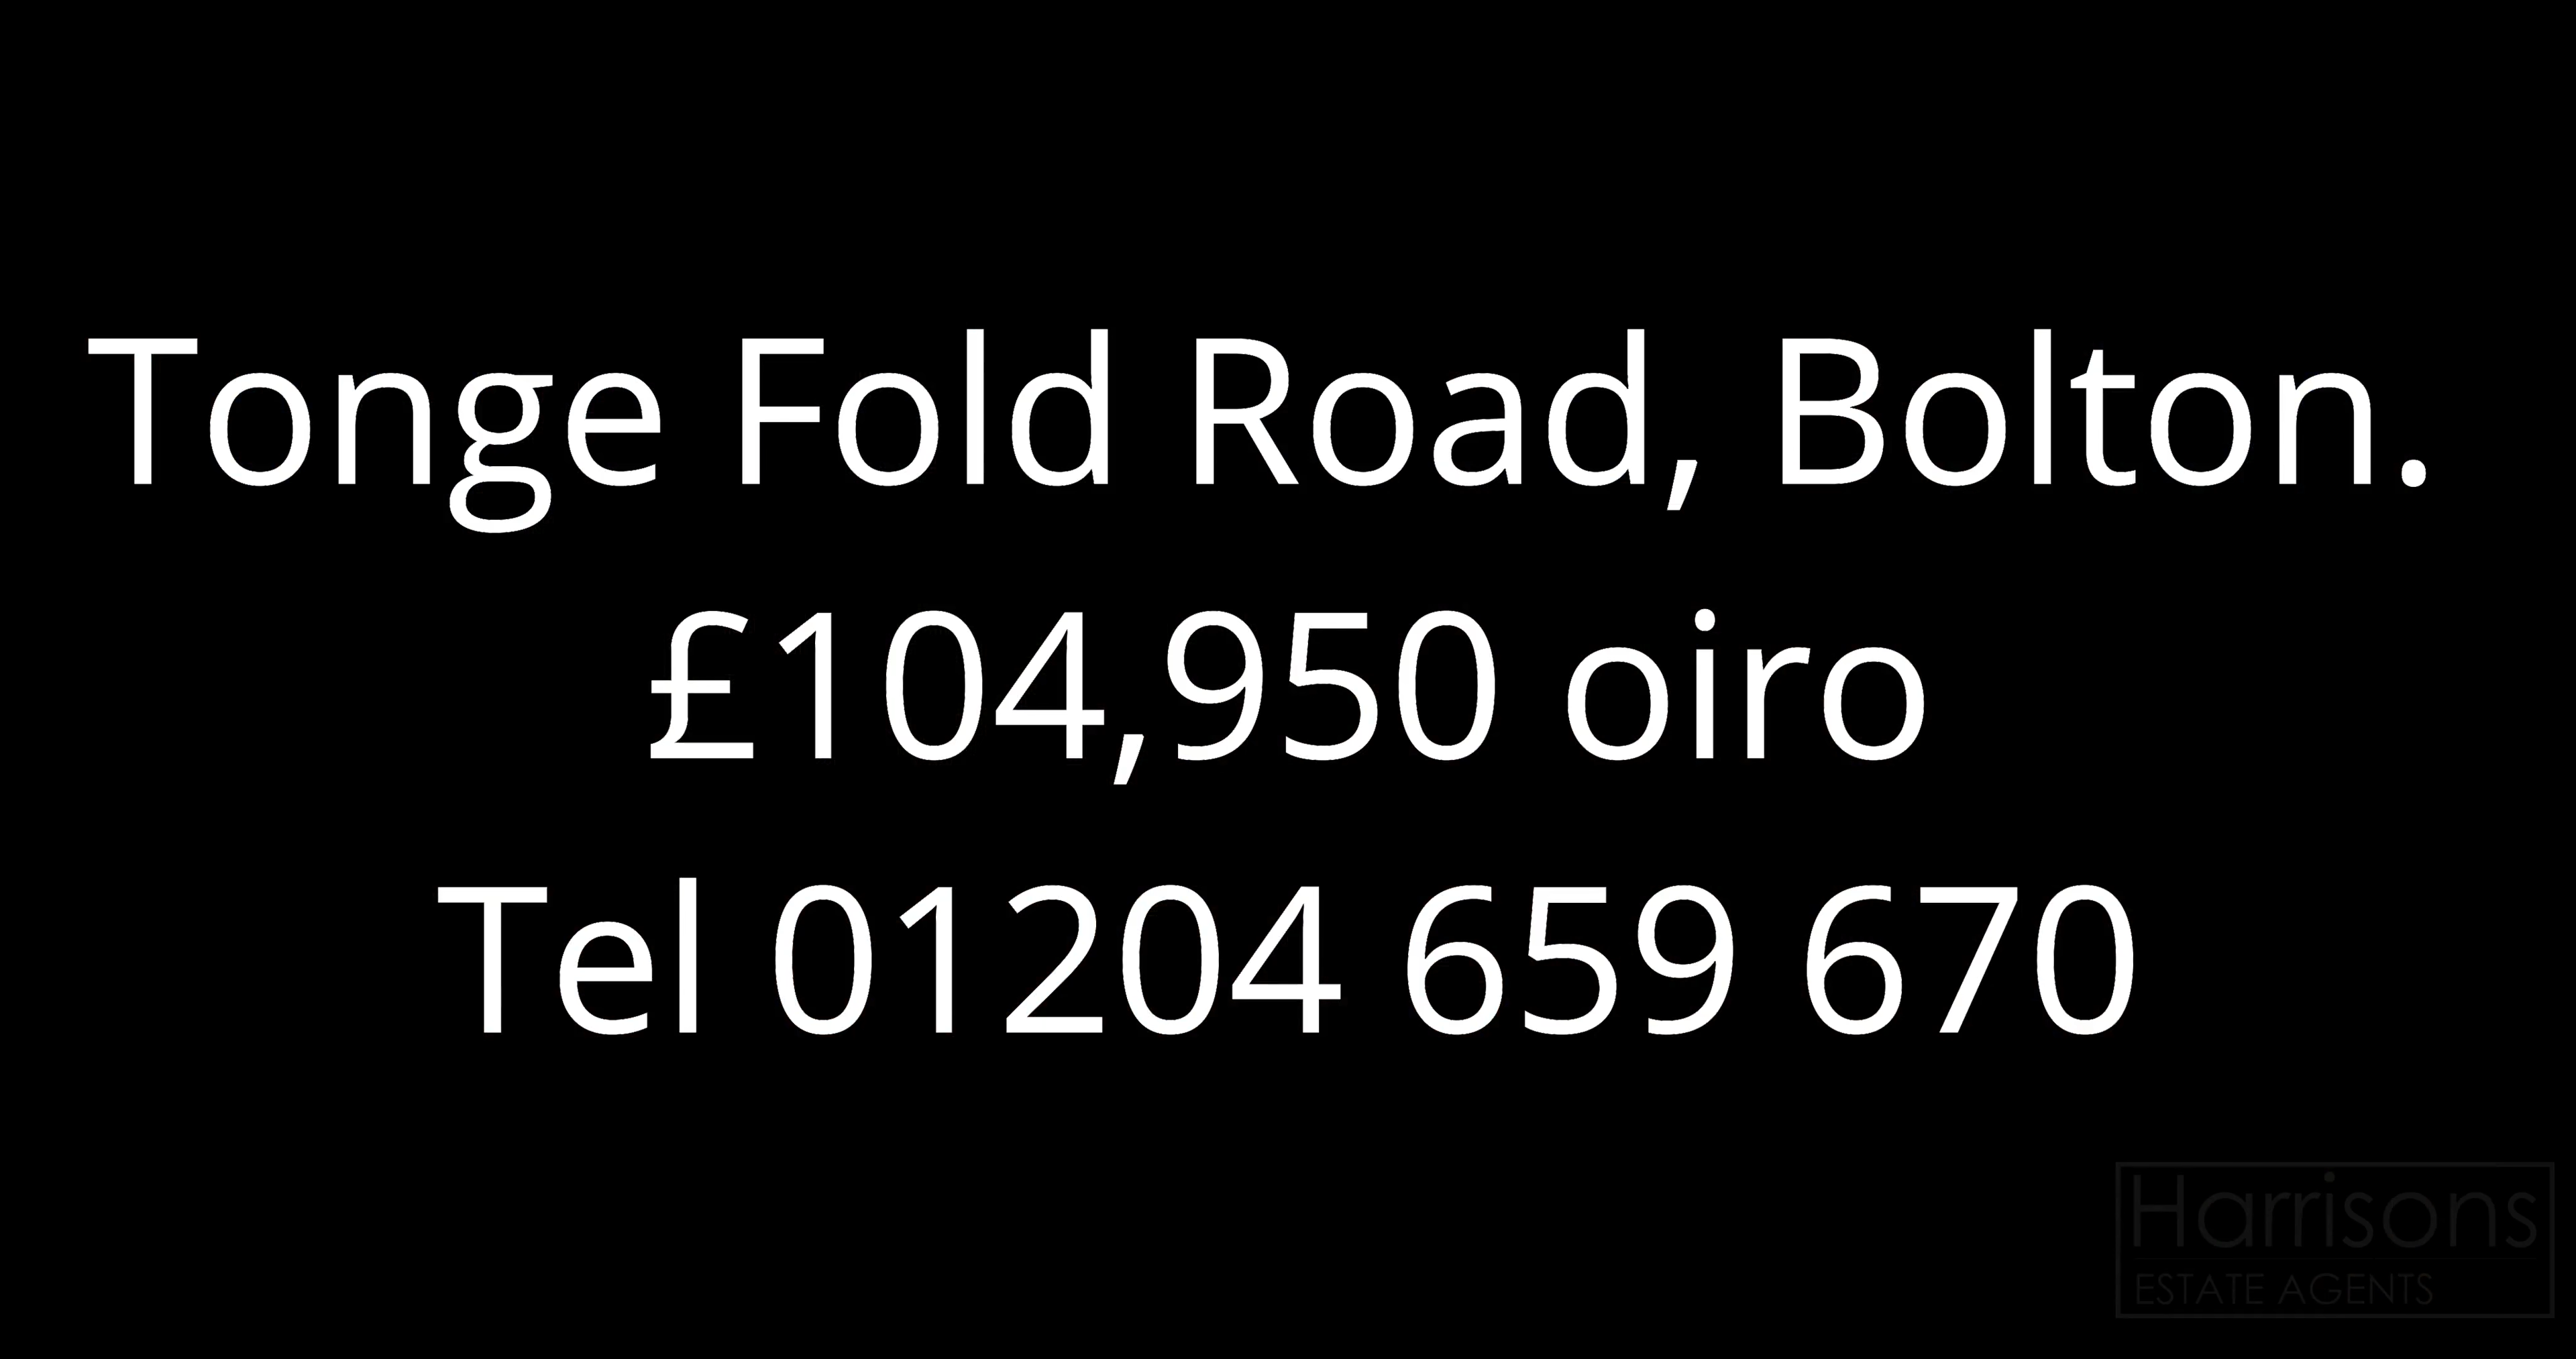 Tonge Fold Road, Bolton.
£104,950 oiro
Tel 01204 659 670
Harrisons
ESTATE AGENTS